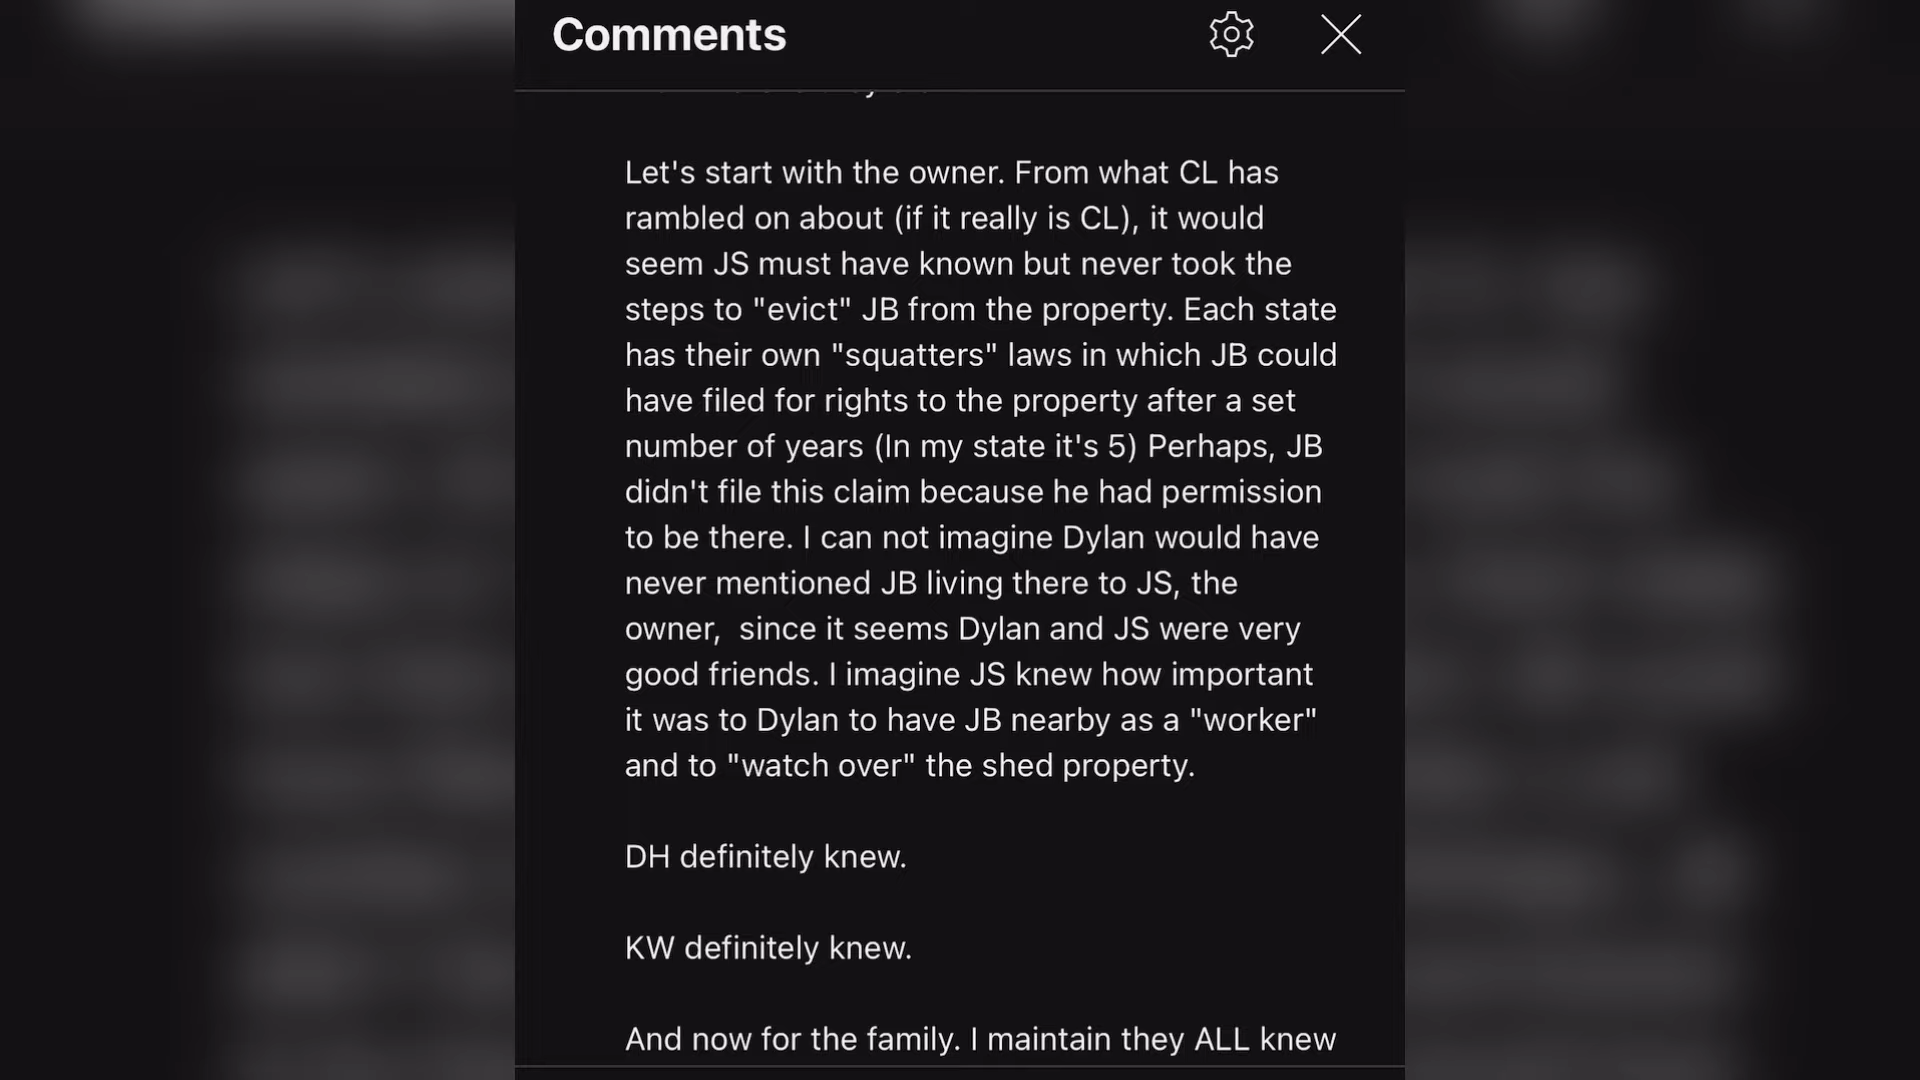 Comments
Let's start with the owner. From what CL has
rambled on about (if it really is CL), it would
seem JS must have known but never took the
steps to "evict" JB from the property. Each state
has their own "squatters" laws in which JB could
have filed for rights to the property after a set
number of years (In my state it's 5) Perhaps, JB
didn't file this claim because he had permission
to be there. I can not imagine Dylan would have
never mentioned JB living there to JS, the
owner,  since it seems Dylan and JS were very
good friends. I imagine JS knew how important
it was to Dylan to have JB nearby as a "worker"
and to "watch over" the shed property.
DH definitely knew.
KW definitely knew.
And now for the family. I maintain they ALL knew